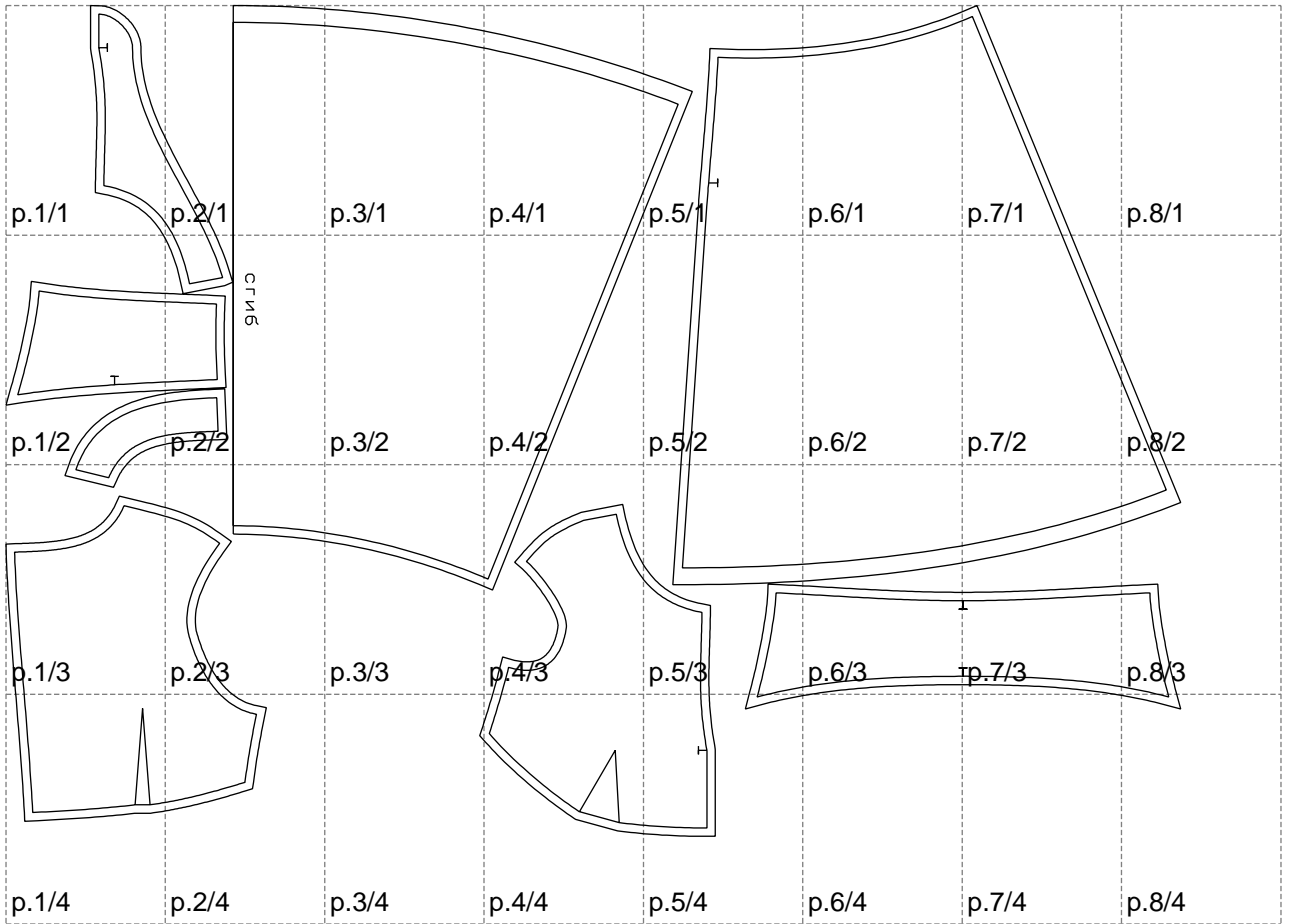 p.1/1 p.2/1 p.3/1 p.4/1 p.5/1 p.6/1 p.7/1 p.8/1
сгиб
p.1/2 p.2/2 p.3/2 p.4/2 p.5/2 p.6/2 p.7/2 p.8/2
p.1/3 p.2/3 p.3/3 p.4/3 p.5/3 p.6/3 p.7/3 p.8/3
p.1/4 p.2/4 p.3/4 p.4/4 p.5/4 p.6/4 p.7/4 p.8/4